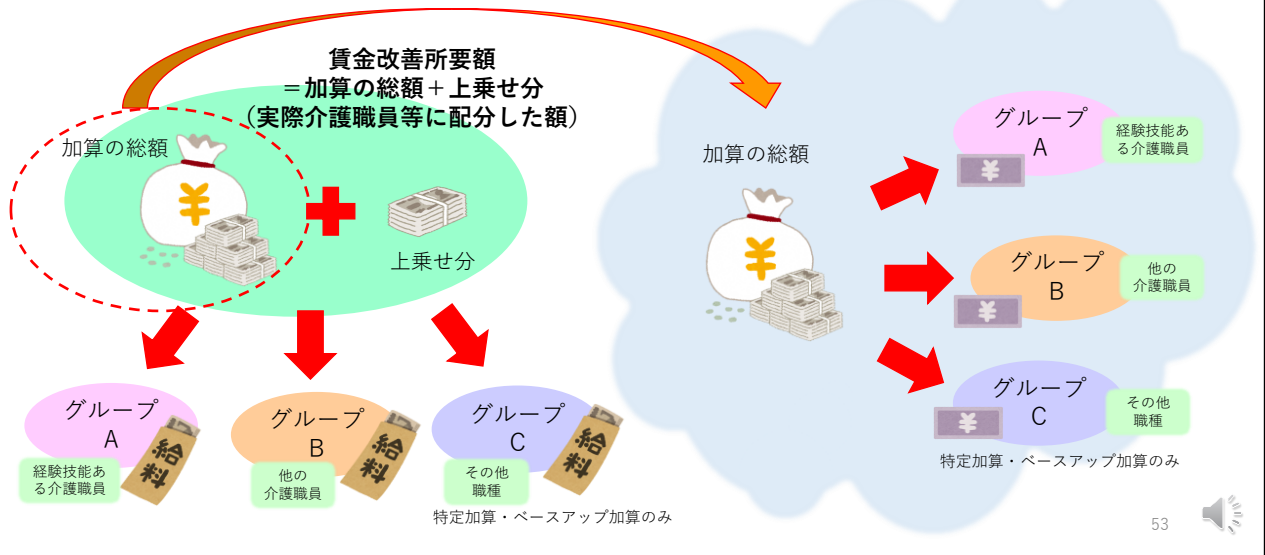 賃金改善所要額
＝加算の総額＋上乗せ分
（実際介護職員等に配分した額）
加算の総額
¥
上乗せ分
グループ
A
経験技能あ
る介護職員
給料
グループ
B
他の
介護職員
給料
グループ
C
その他
職種
給料
特定加算・ベースアップ加算のみ
加算の総額
¥
グループ
A
経験技能あ
る介護職員
¥
グループ
B
他の
介護職員
¥
グループ
C
その他
職種
¥
特定加算・ベースアップ加算のみ
53